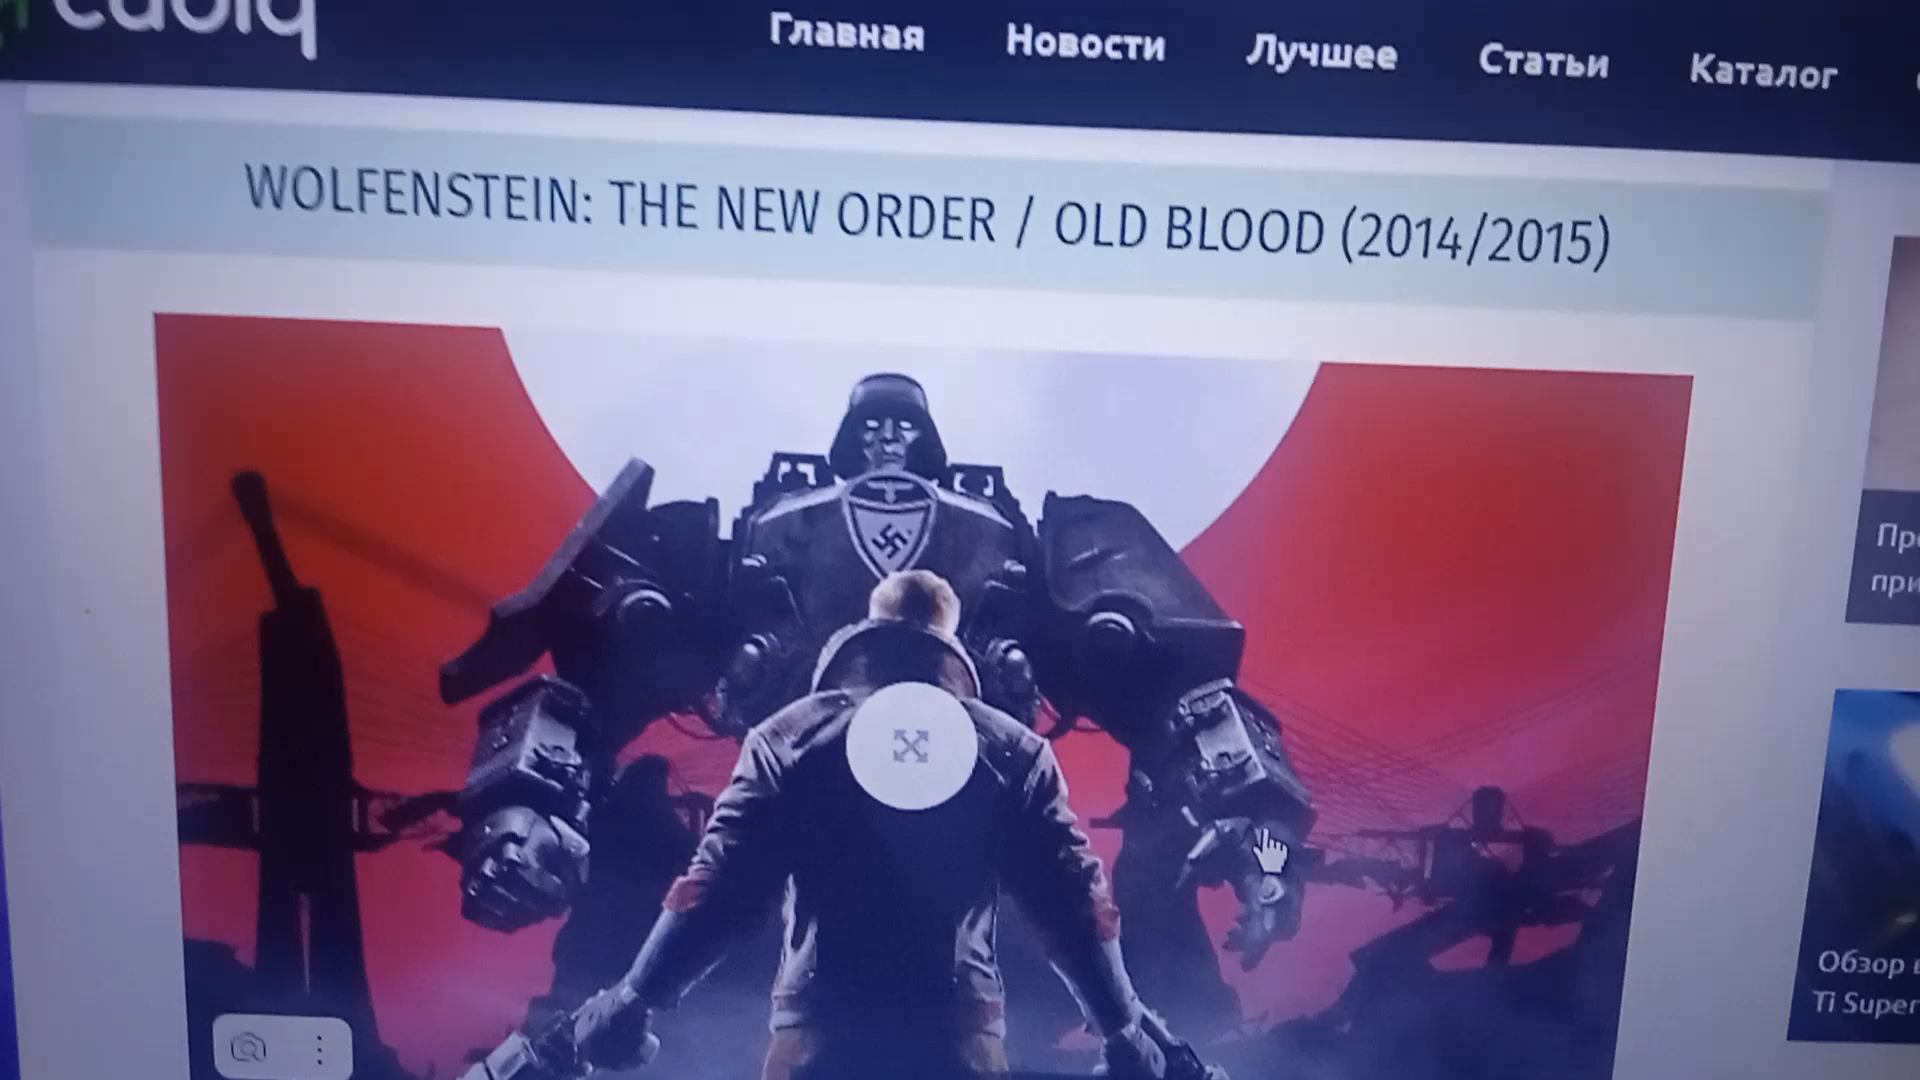 Главная Новости Лучшее Статьи Каталог
WOLFENSTEIN: THE NEW ORDER / OLD BLOOD (2014/2015)
Обзор
Ti Super